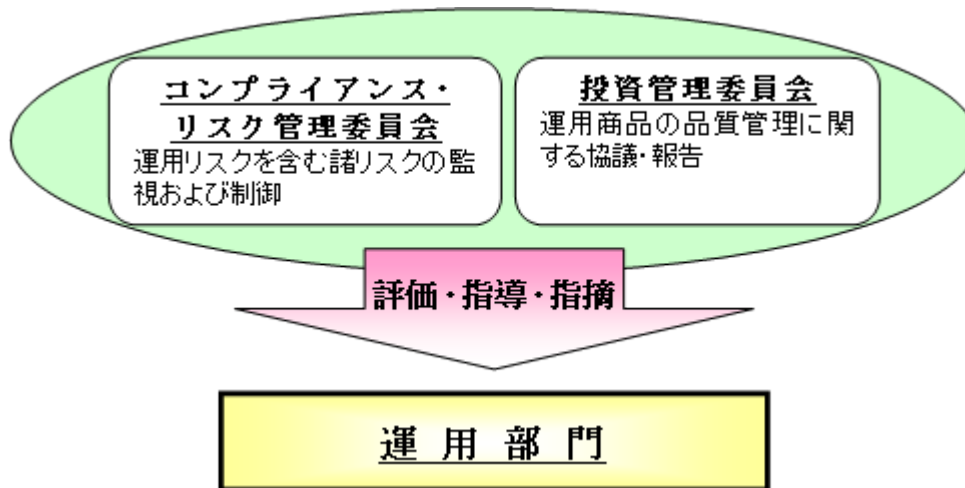 コンプライアンス・
リスク管理委員会
運用リスクを含む諸リスクの監
視および制御
投資管理委員会
運用商品の品質管理に関
する協議・報告
評価・指導・指摘
運用部門